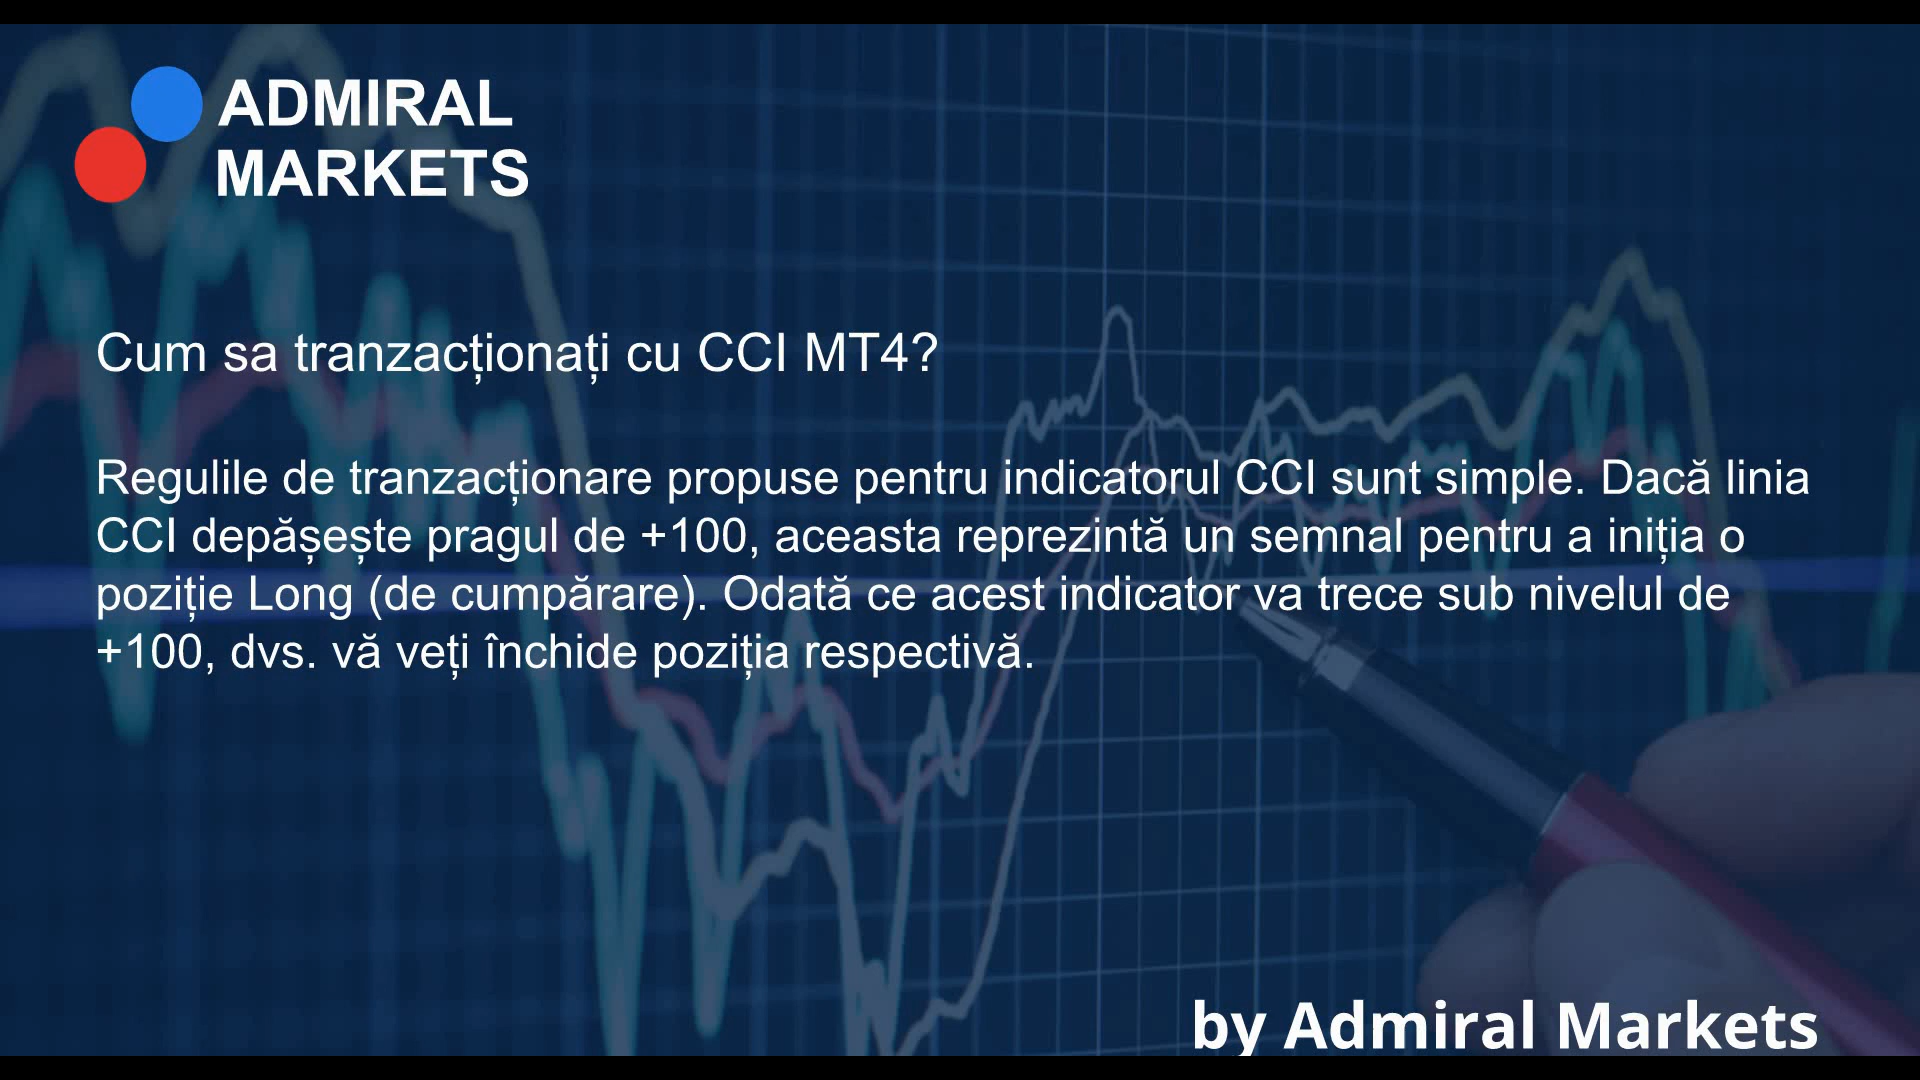 ADMIRAL
MARKETS
Cum sa tranzacționați cu CCI MT4?
Regulile de tranzacționare propuse pentru indicatorul CCI sunt simple. Dacă linia
CCI depășește pragul de +100, aceasta reprezintă un semnal pentru a iniția o
poziție Long (de cumpărare). Odată ce acest indicator va trece sub nivelul de
+100, dvs. vă veți închide poziția respectivă.
by Admiral Markets